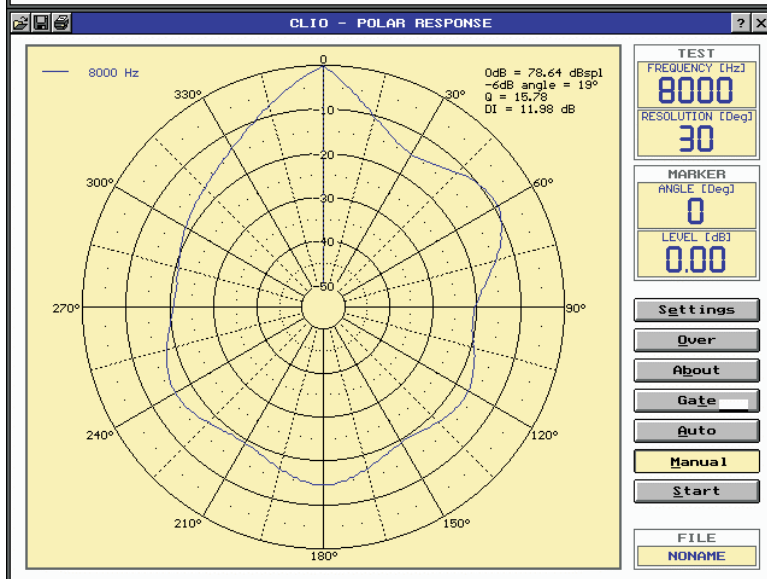 CLIO - POLAR RESPONSE
? X
8000 Hz
0dB = 78.64 dBspl
-6dB angle = 19°
Q = 15.78
DI = 11.98 dB
0
330°
30°
-10
-20
300°
60°
-30
-40
-50
270°
90°
240°
120°
210°
150°
180°
TEST
FREQUENCY [Hz]
8000
RESOLUTION [Deg]
30
MARKER
ANGLE [Deg]
0
LEVEL [dB]
0.00
Settings
Over
About
Gate
Auto
Manual
Start
FILE
NONAME